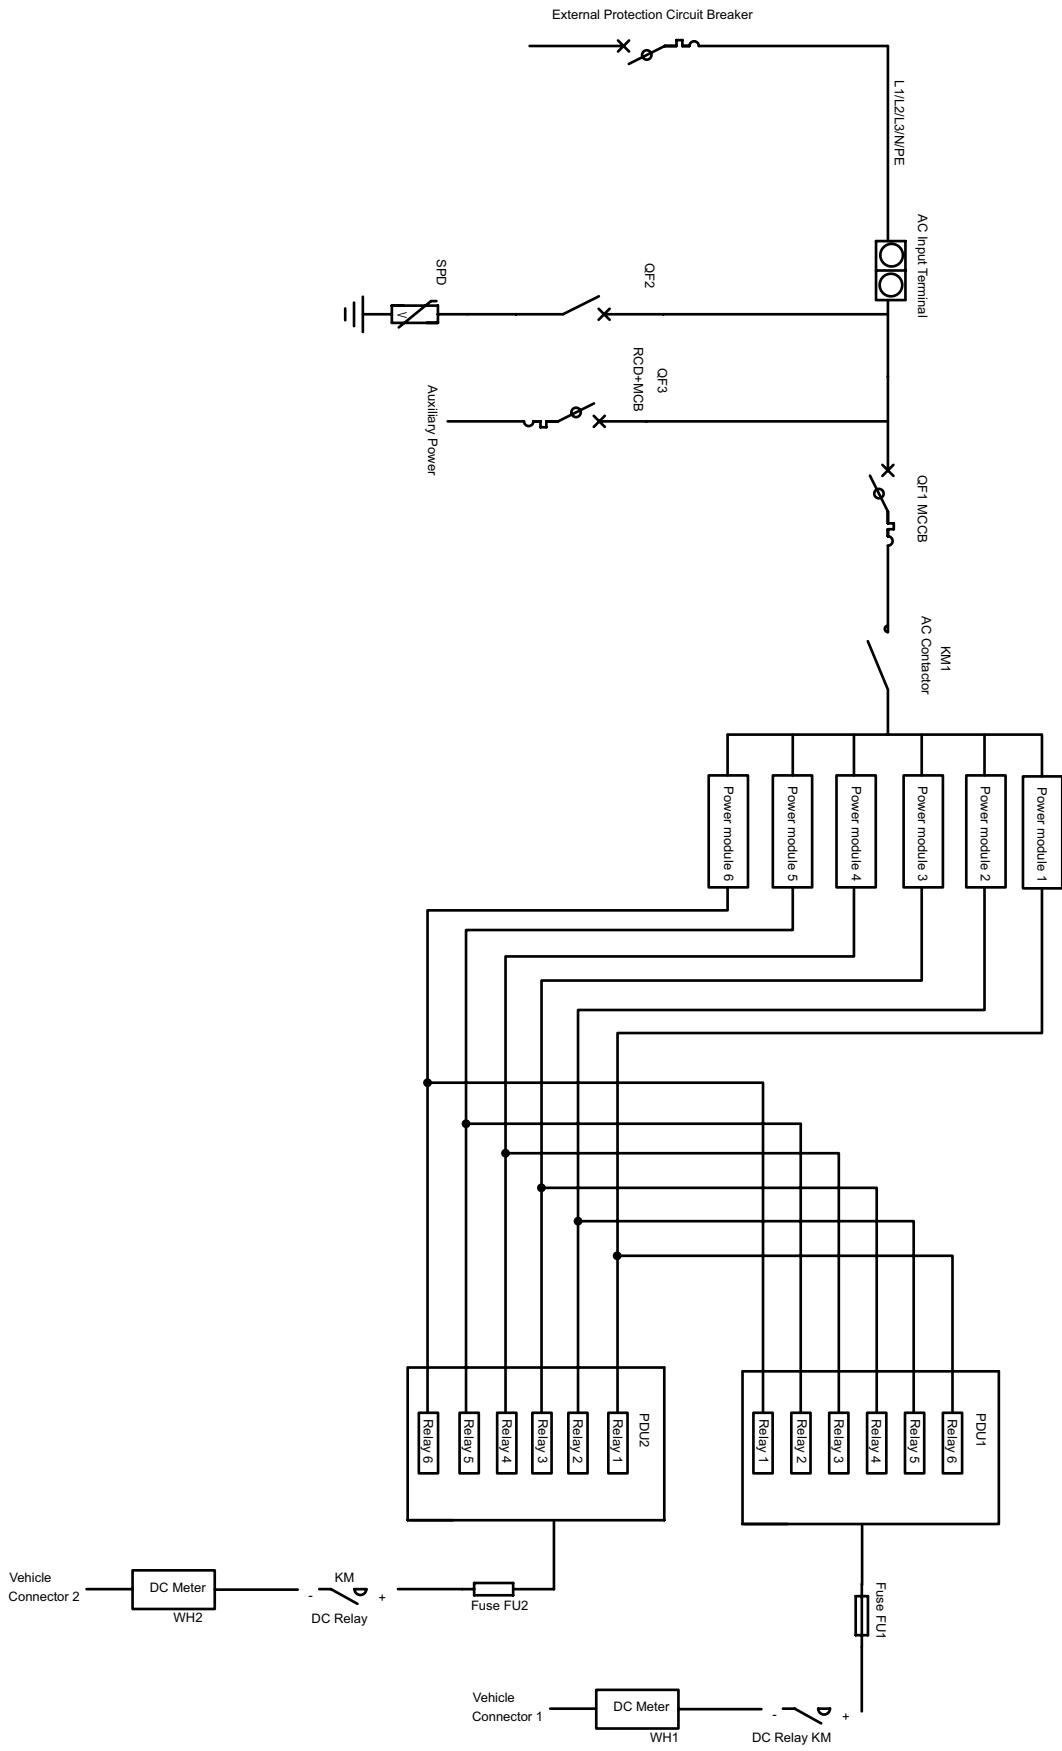 External Protection Circuit Breaker
L1/L2/L3/N/PE
AC Input Terminal
QF2
SPD
V
QF3
RCD+MCB
Auxiliary Power
QF1 MCCB
KM1
AC Contactor
Power module 6
Power module 5
Power module 4
Power module 3
Power module 2
Power module 1
PDU2
Relay 6
Relay 5
Relay 4
Relay 3
Relay 2
Relay 1
PDU1
Relay 1
Relay 2
Relay 3
Relay 4
Relay 5
Relay 6
Vehicle
Connector 2
DC Meter
WH2
KM
- +
DC Relay
Fuse FU2
Fuse FU1
Vehicle
Connector 1
DC Meter
WH1
- +
DC Relay KM